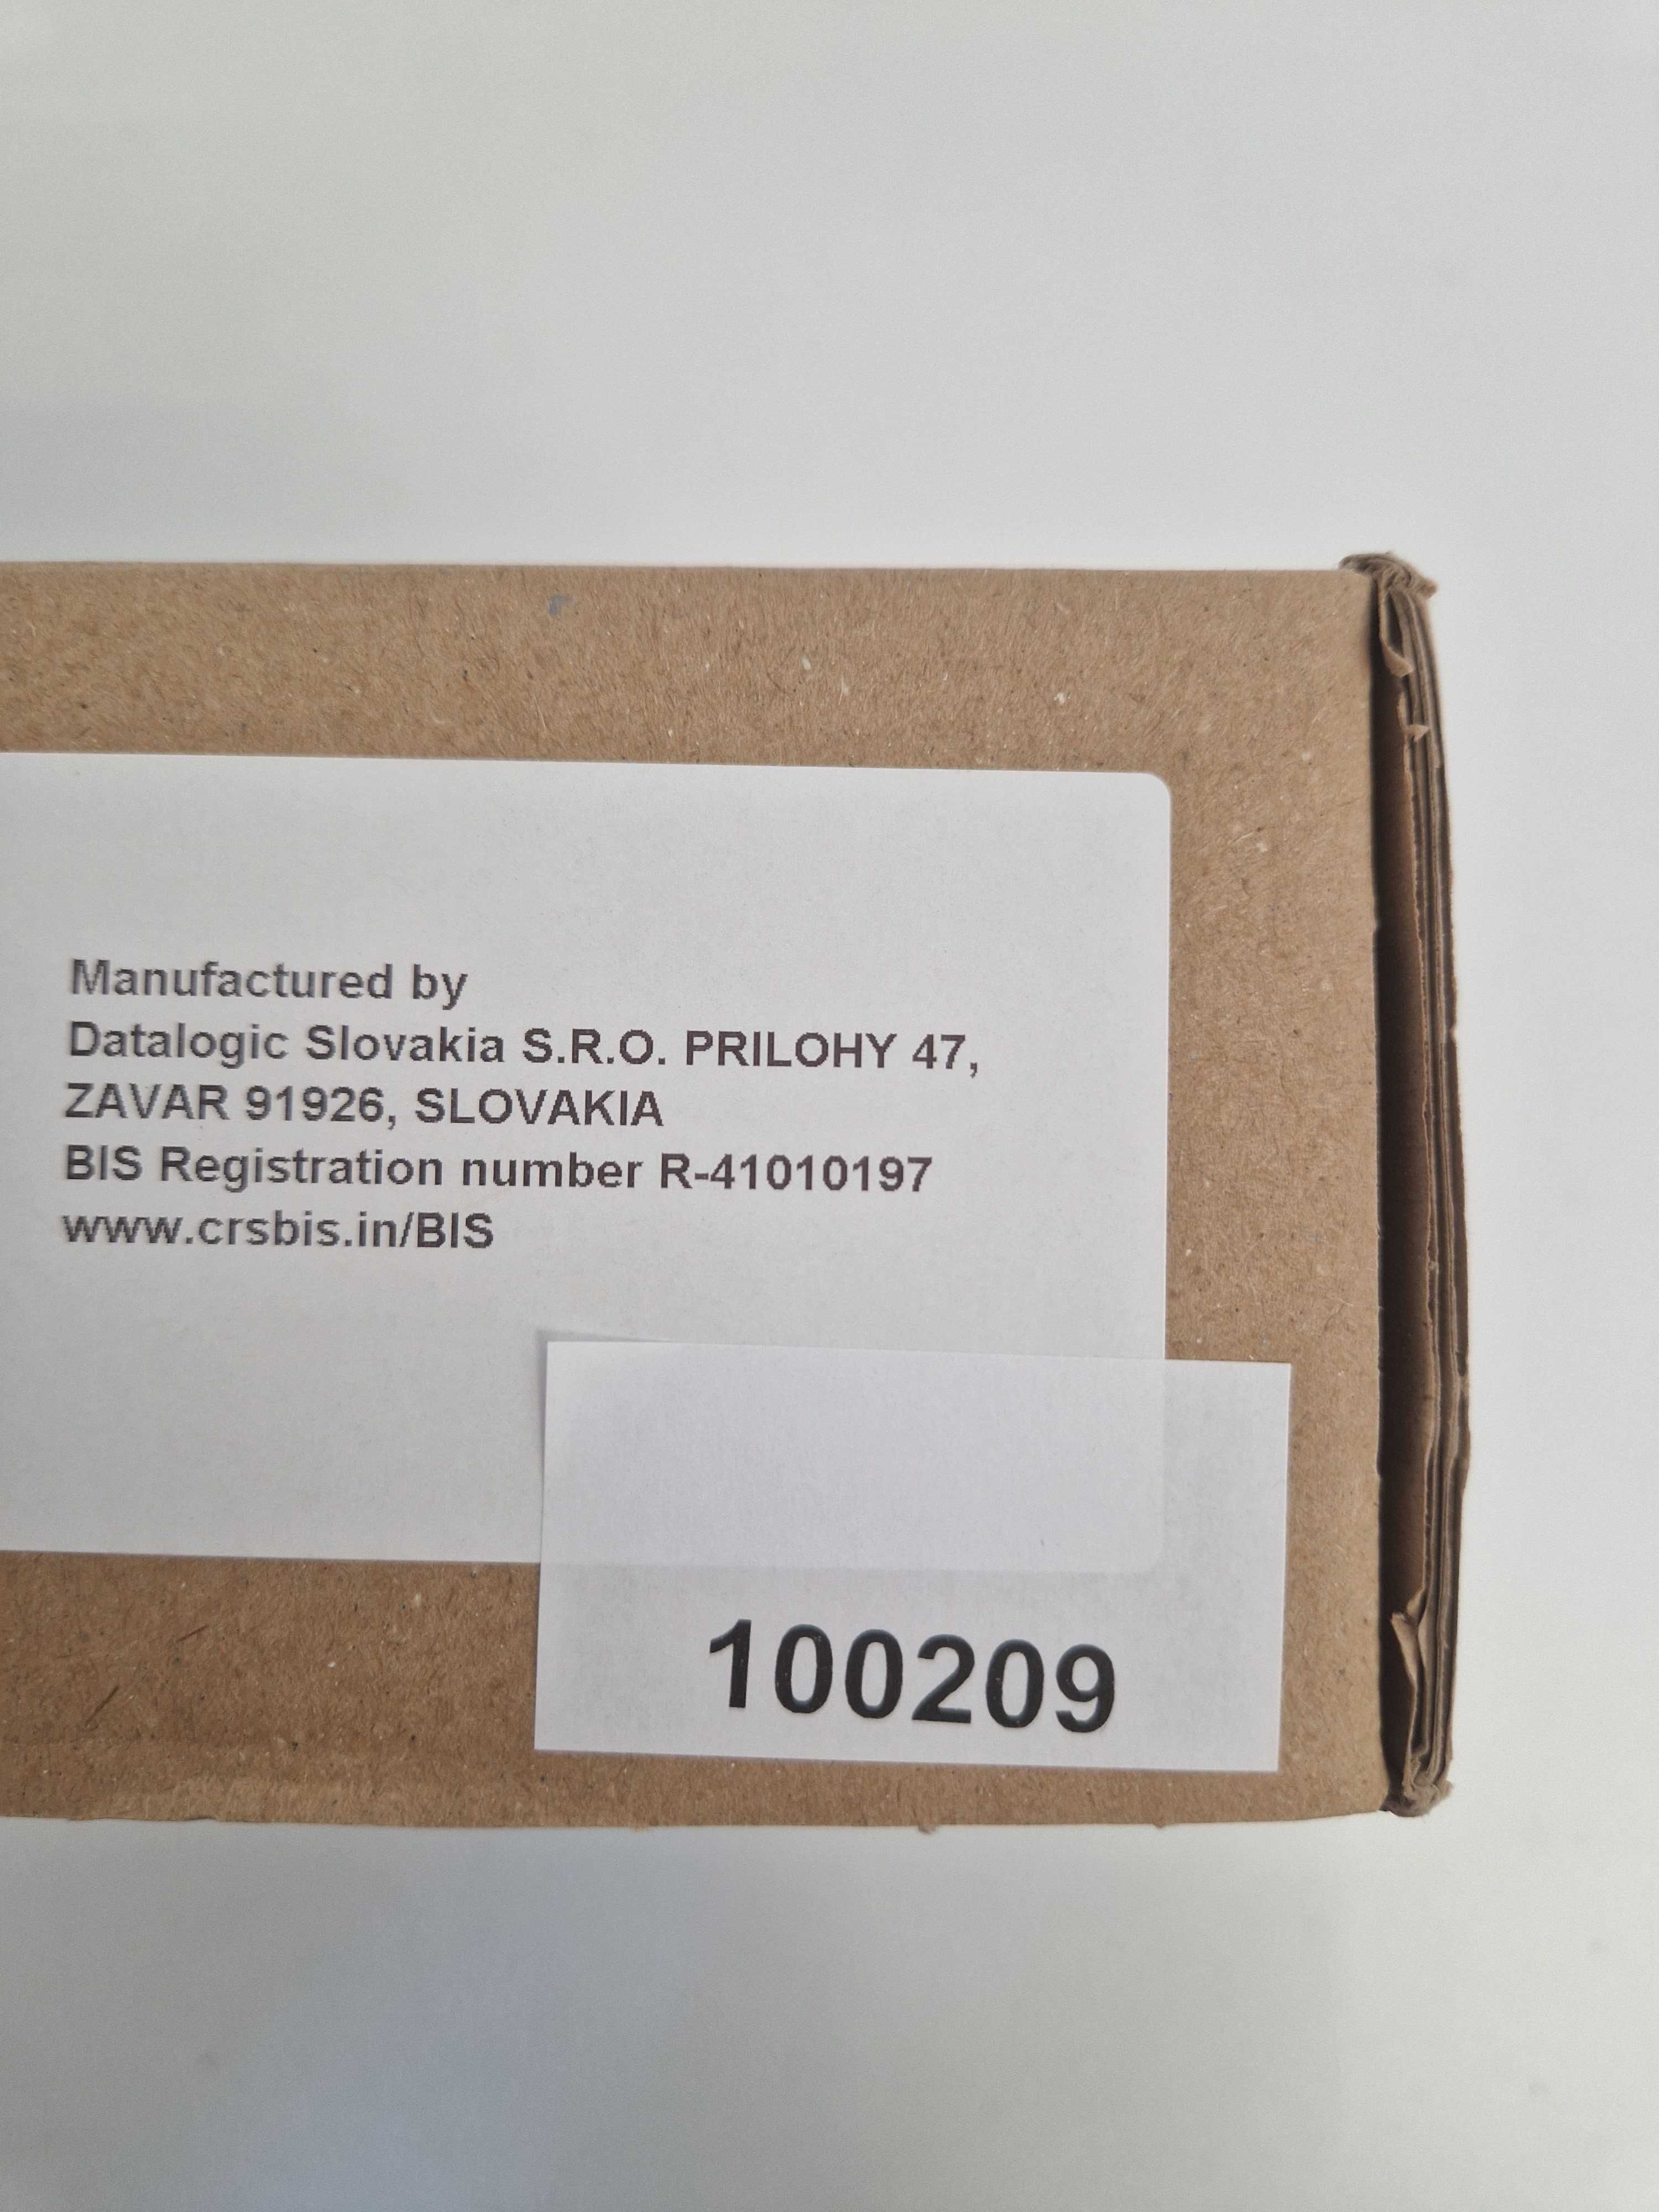 Manufactured by
Datalogic Slovakia S.R.O. PRILOHY 47,
ZAVAR 91926, SLOVAKIA
BIS Registration number R-41010197
www.crsbis.in/BIS
100209